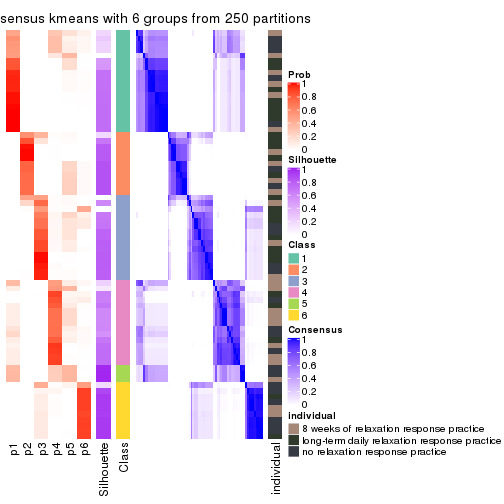 sensus kmeans with 6 groups from 250 partitions
Prob
1
0.8
0.6
0.4
0.2
0
Silhouette
1
0.8
0.6
0.4
0.2
0
Class
1
2
3
4
5
6
Consensus
1
0.8
0.6
0.4
0.2
0
individual
8 weeks of relaxation response practice
long-term daily relaxation response practice
no relaxation response practice
p1
p2
p3
p4
p5
p6
Silhouette
Class
individual